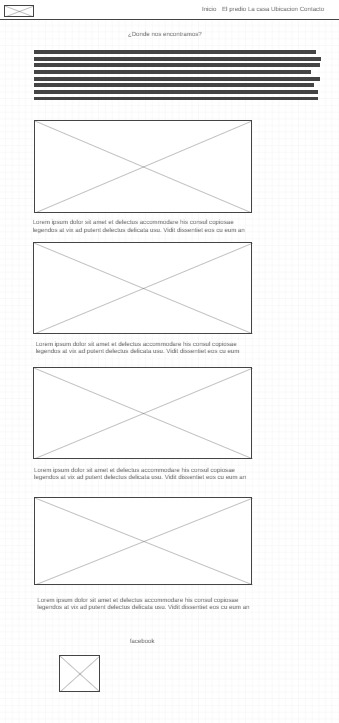 Inicio El predio La casa Ubicacion Contacto
¿Donde nos encontramos?
Lorem ipsum dolor sit amet et delectus accommodare his consul copiosae
legendos at vix ad putent delectus delicata usu. Vidit dissentiet eos cu eum an
Lorem ipsum dolor sit amet et delectus accommodare his consul copiosae
legendos at vix ad putent delectus delicata usu. Vidit dissentiet eos cu eum
Lorem ipsum dolor sit amet et delectus accommodare his consul copiosae
legendos at vix ad putent delectus delicata usu. Vidit dissentiet eos cu eum an
Lorem ipsum dolor sit amet et delectus accommodare his consul copiosae
legendos at vix ad putent delectus delicata usu. Vidit dissentiet eos cu eum an
facebook